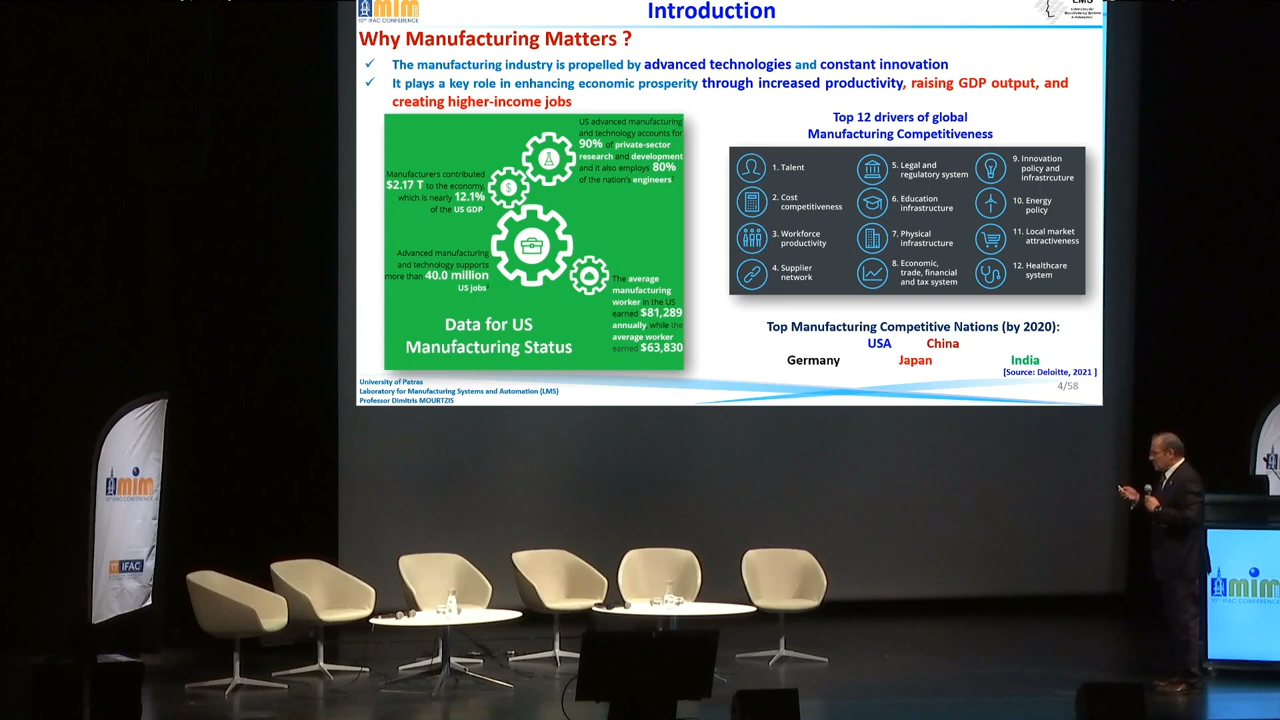 mim
10TH IFAC CONFERENCE
Introduction
LMS
Why Manufacturing Matters ?
✓ The manufacturing industry is propelled by advanced technologies and constant innovation
✓ It plays a key role in enhancing economic prosperity through increased productivity, raising GDP output, and
creating higher-income jobs
US advanced manufacturing
and technology accounts for
90% of private-sector
research and development
and it also employs 80%
of the nation's engineers
Manufacturers contributed
$2.17 T to the economy,
which is nearly 12.1%
of the US GDP
$
Advanced manufacturing
and technology supports
more than 40.0 million
US jobs
The average
manufacturing
worker in the US
earned $81,289
annually, while the
average worker
earned $63,830
Data for US
Manufacturing Status
Top 12 drivers of global
Manufacturing Competitiveness
1. Talent
2. Cost
competitiveness
3. Workforce
productivity
4. Supplier
network
5. Legal and
regulatory system
6. Education
infrastructure
7. Physical
infrastructure
8. Economic,
trade, financial
and tax system
9. Innovation
policy and
infrastrcuture
10. Energy
policy
11. Local market
attractiveness
12. Healthcare
system
Top Manufacturing Competitive Nations (by 2020):
USA China
Germany Japan India
[Source: Deloitte, 2021 ]
4/58
University of Patras
Laboratory for Manufacturing Systems and Automation (LMS)
Professor Dimitris MOURTZIS
mim
10TH IFAC CONFERENCE
IFAC
mim
10TH IFAC CONFERENCE